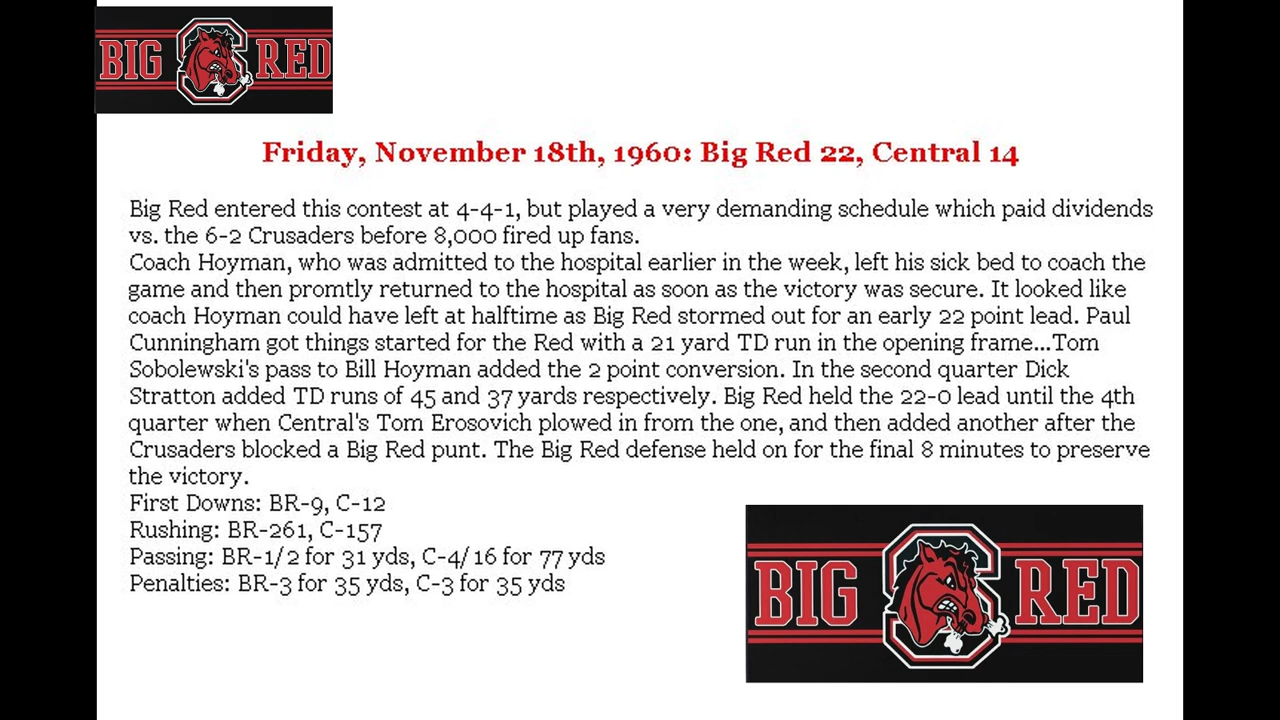 BIG RED
Friday, November 18th, 1960: Big Red 22, Central 14
Big Red entered this contest at 4-4-1, but played a very demanding schedule which paid dividends
vs. the 6-2 Crusaders before 8,000 fired up fans.
Coach Hoyman, who was admitted to the hospital earlier in the week, left his sick bed to coach the
game and then promtly returned to the hospital as soon as the victory was secure. It looked like
coach Hoyman could have left at halftime as Big Red stormed out for an early 22 point lead. Paul
Cunningham got things started for the Red with a 21 yard TD run in the opening frame...Tom
Sobolewski's pass to Bill Hoyman added the 2 point conversion. In the second quarter Dick
Stratton added TD runs of 45 and 37 yards respectively. Big Red held the 22-0 lead until the 4th
quarter when Central's Tom Erosovich plowed in from the one, and then added another after the
Crusaders blocked a Big Red punt. The Big Red defense held on for the final 8 minutes to preserve
the victory.
First Downs: BR-9, C-12
Rushing: BR-261, C-157
Passing: BR-1/2 for 31 yds, C-4/16 for 77 yds
Penalties: BR-3 for 35 yds, C-3 for 35 yds
BIG RED